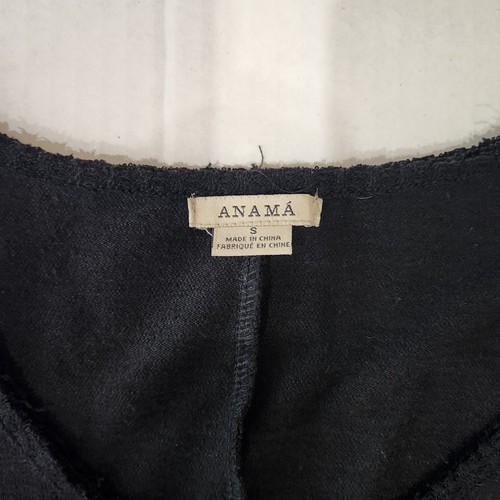 ANAMÁ
S
MADE IN CHINA
FABRIQUÉ EN CHINE